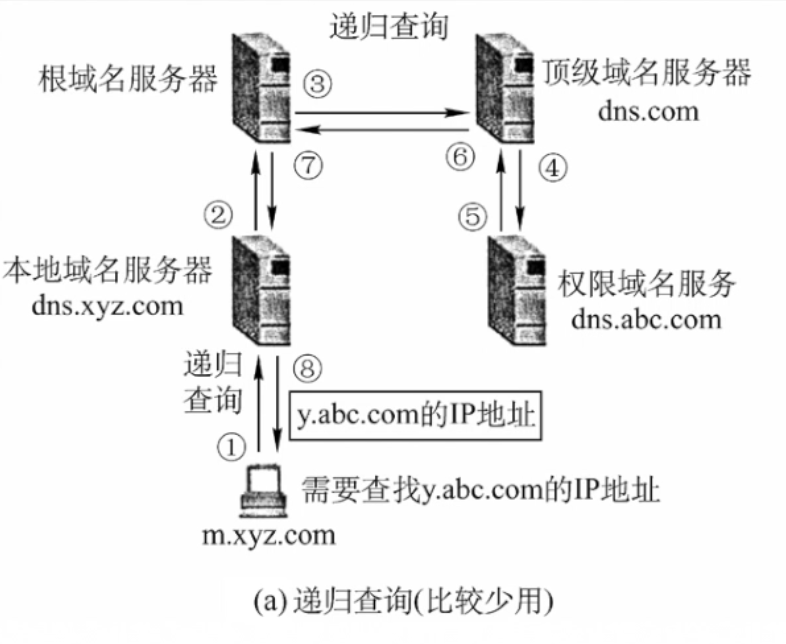 递归查询
根域名服务器
③
顶级域名服务器
dns.com
⑦
⑥
④
②
⑤
本地域名服务器
dns.xyz.com
权限域名服务
dns.abc.com
递归
查询
⑧
y.abc.com的IP地址
①
需要查找y.abc.com的IP地址
m.xyz.com
(a) 递归查询(比较少用)